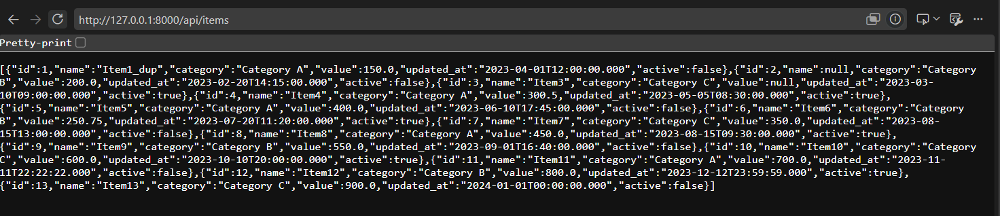 http://127.0.0.1:8000/api/items
Pretty-print
[{"id":1,"name":"Item1_dup","category":"Category A","value":150.0,"updated_at":"2023-04-01T12:00:00.000","active":false},{"id":2,"name":null,"category":"Category
B","value":200.0,"updated_at":"2023-02-20T14:15:00.000","active":false},{"id":3,"name":"Item3","category":"Category C","value":null,"updated_at":"2023-03-
10T09:00:00.000","active":true},{"id":4,"name":"Item4","category":"Category A","value":300.5,"updated_at":"2023-05-05T08:30:00.000","active":true},
{"id":5,"name":"Item5","category":"Category A","value":400.0,"updated_at":"2023-06-10T17:45:00.000","active":false},{"id":6,"name":"Item6","category":"Category
B","value":250.75,"updated_at":"2023-07-20T11:20:00.000","active":true},{"id":7,"name":"Item7","category":"Category C","value":350.0,"updated_at":"2023-08-
15T13:00:00.000","active":false},{"id":8,"name":"Item8","category":"Category A","value":450.0,"updated_at":"2023-08-15T09:30:00.000","active":true},
{"id":9,"name":"Item9","category":"Category B","value":550.0,"updated_at":"2023-09-01T16:40:00.000","active":false},{"id":10,"name":"Item10","category":"Category
C","value":600.0,"updated_at":"2023-10-10T20:00:00.000","active":true},{"id":11,"name":"Item11","category":"Category A","value":700.0,"updated_at":"2023-11-
11T22:22:22.000","active":false},{"id":12,"name":"Item12","category":"Category B","value":800.0,"updated_at":"2023-12-12T23:59:59.000","active":true},
{"id":13,"name":"Item13","category":"Category C","value":900.0,"updated_at":"2024-01-01T00:00:00.000","active":false}]